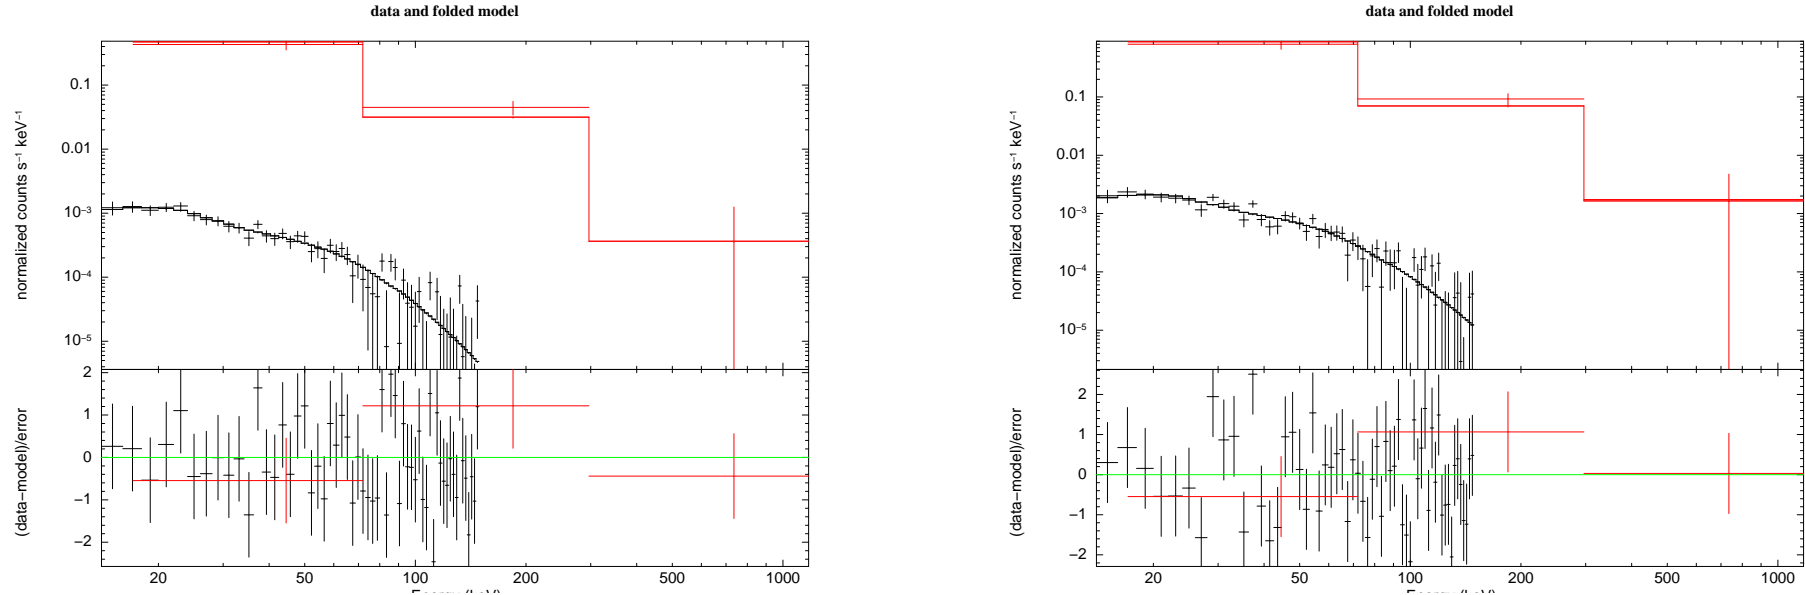 data and folded model
normalized counts s⁻¹ keV⁻¹
0.1
0.01
10⁻³
10⁻⁴
10⁻⁵
(data−model)/error
2
1
0
−1
−2
20 50 100 200 500 1000
data and folded model
normalized counts s⁻¹ keV⁻¹
0.1
0.01
10⁻³
10⁻⁴
10⁻⁵
(data−model)/error
2
1
0
−1
−2
20 50 100 200 500 1000